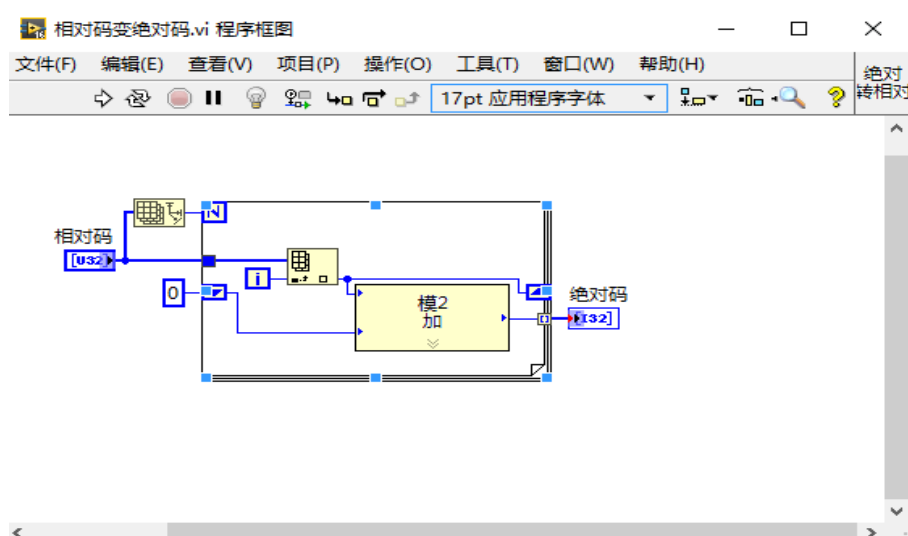 相对码变绝对码.vi 程序框图
文件(F) 编辑(E) 查看(V) 项目(P) 操作(O) 工具(T) 窗口(W) 帮助(H)
17pt 应用程序字体
绝对
转相对
相对码
[U32]
N
i
0
模2
加
绝对码
[I32]